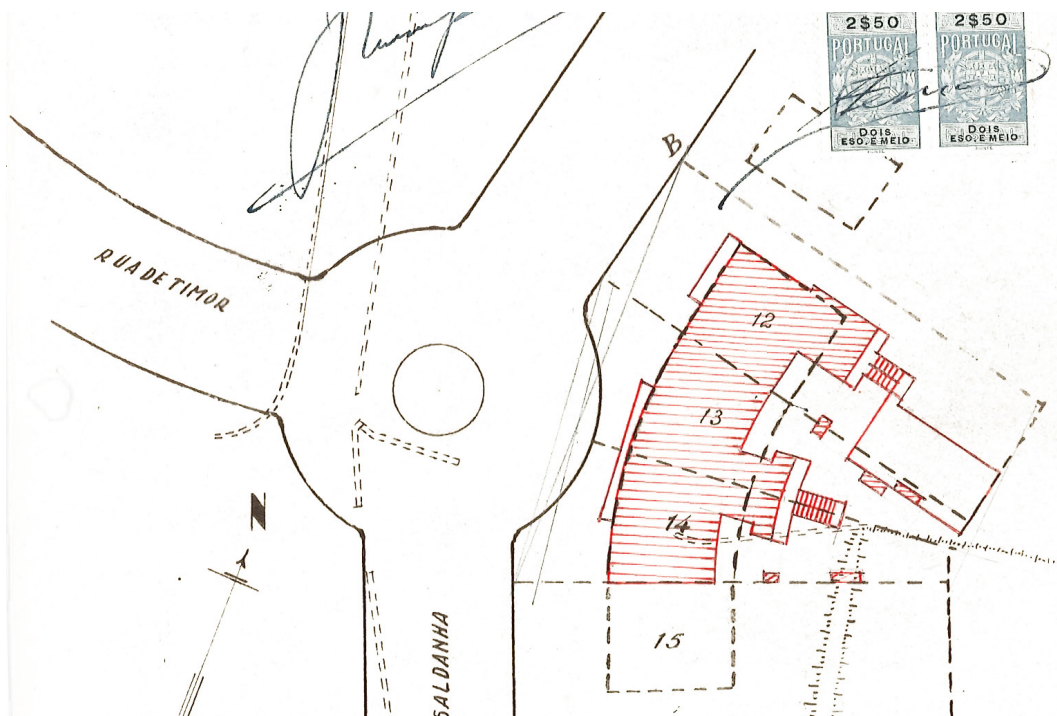 2$50
PORTUGAL
DOIS
ESC. E MEIO
2$50
PORTUGAL
DOIS
ESC. E MEIO
B
RUA DE TIMOR
12
13
14
N
15
SALDANHA